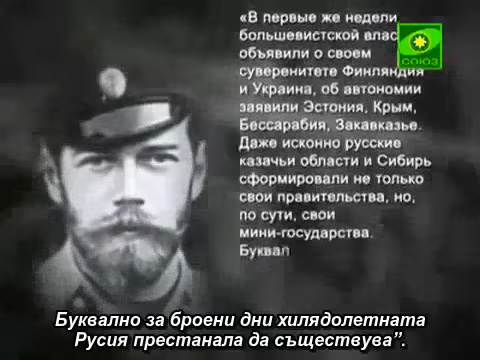 «В первые же недели
большевистской влас
объявили о своем
суверенитете Финляндия
и Украина, об автономии
заявили Эстония, Крым,
Бессарабия, Закавказье.
Даже исконно русские
казачьи области и Сибирь
сформировали не только
свои правительства, но,
по сути, свои
мини-государства.
Буквал
СОЮЗ
Буквално за броени дни хилядолетната
Русия престанала да съществува”.